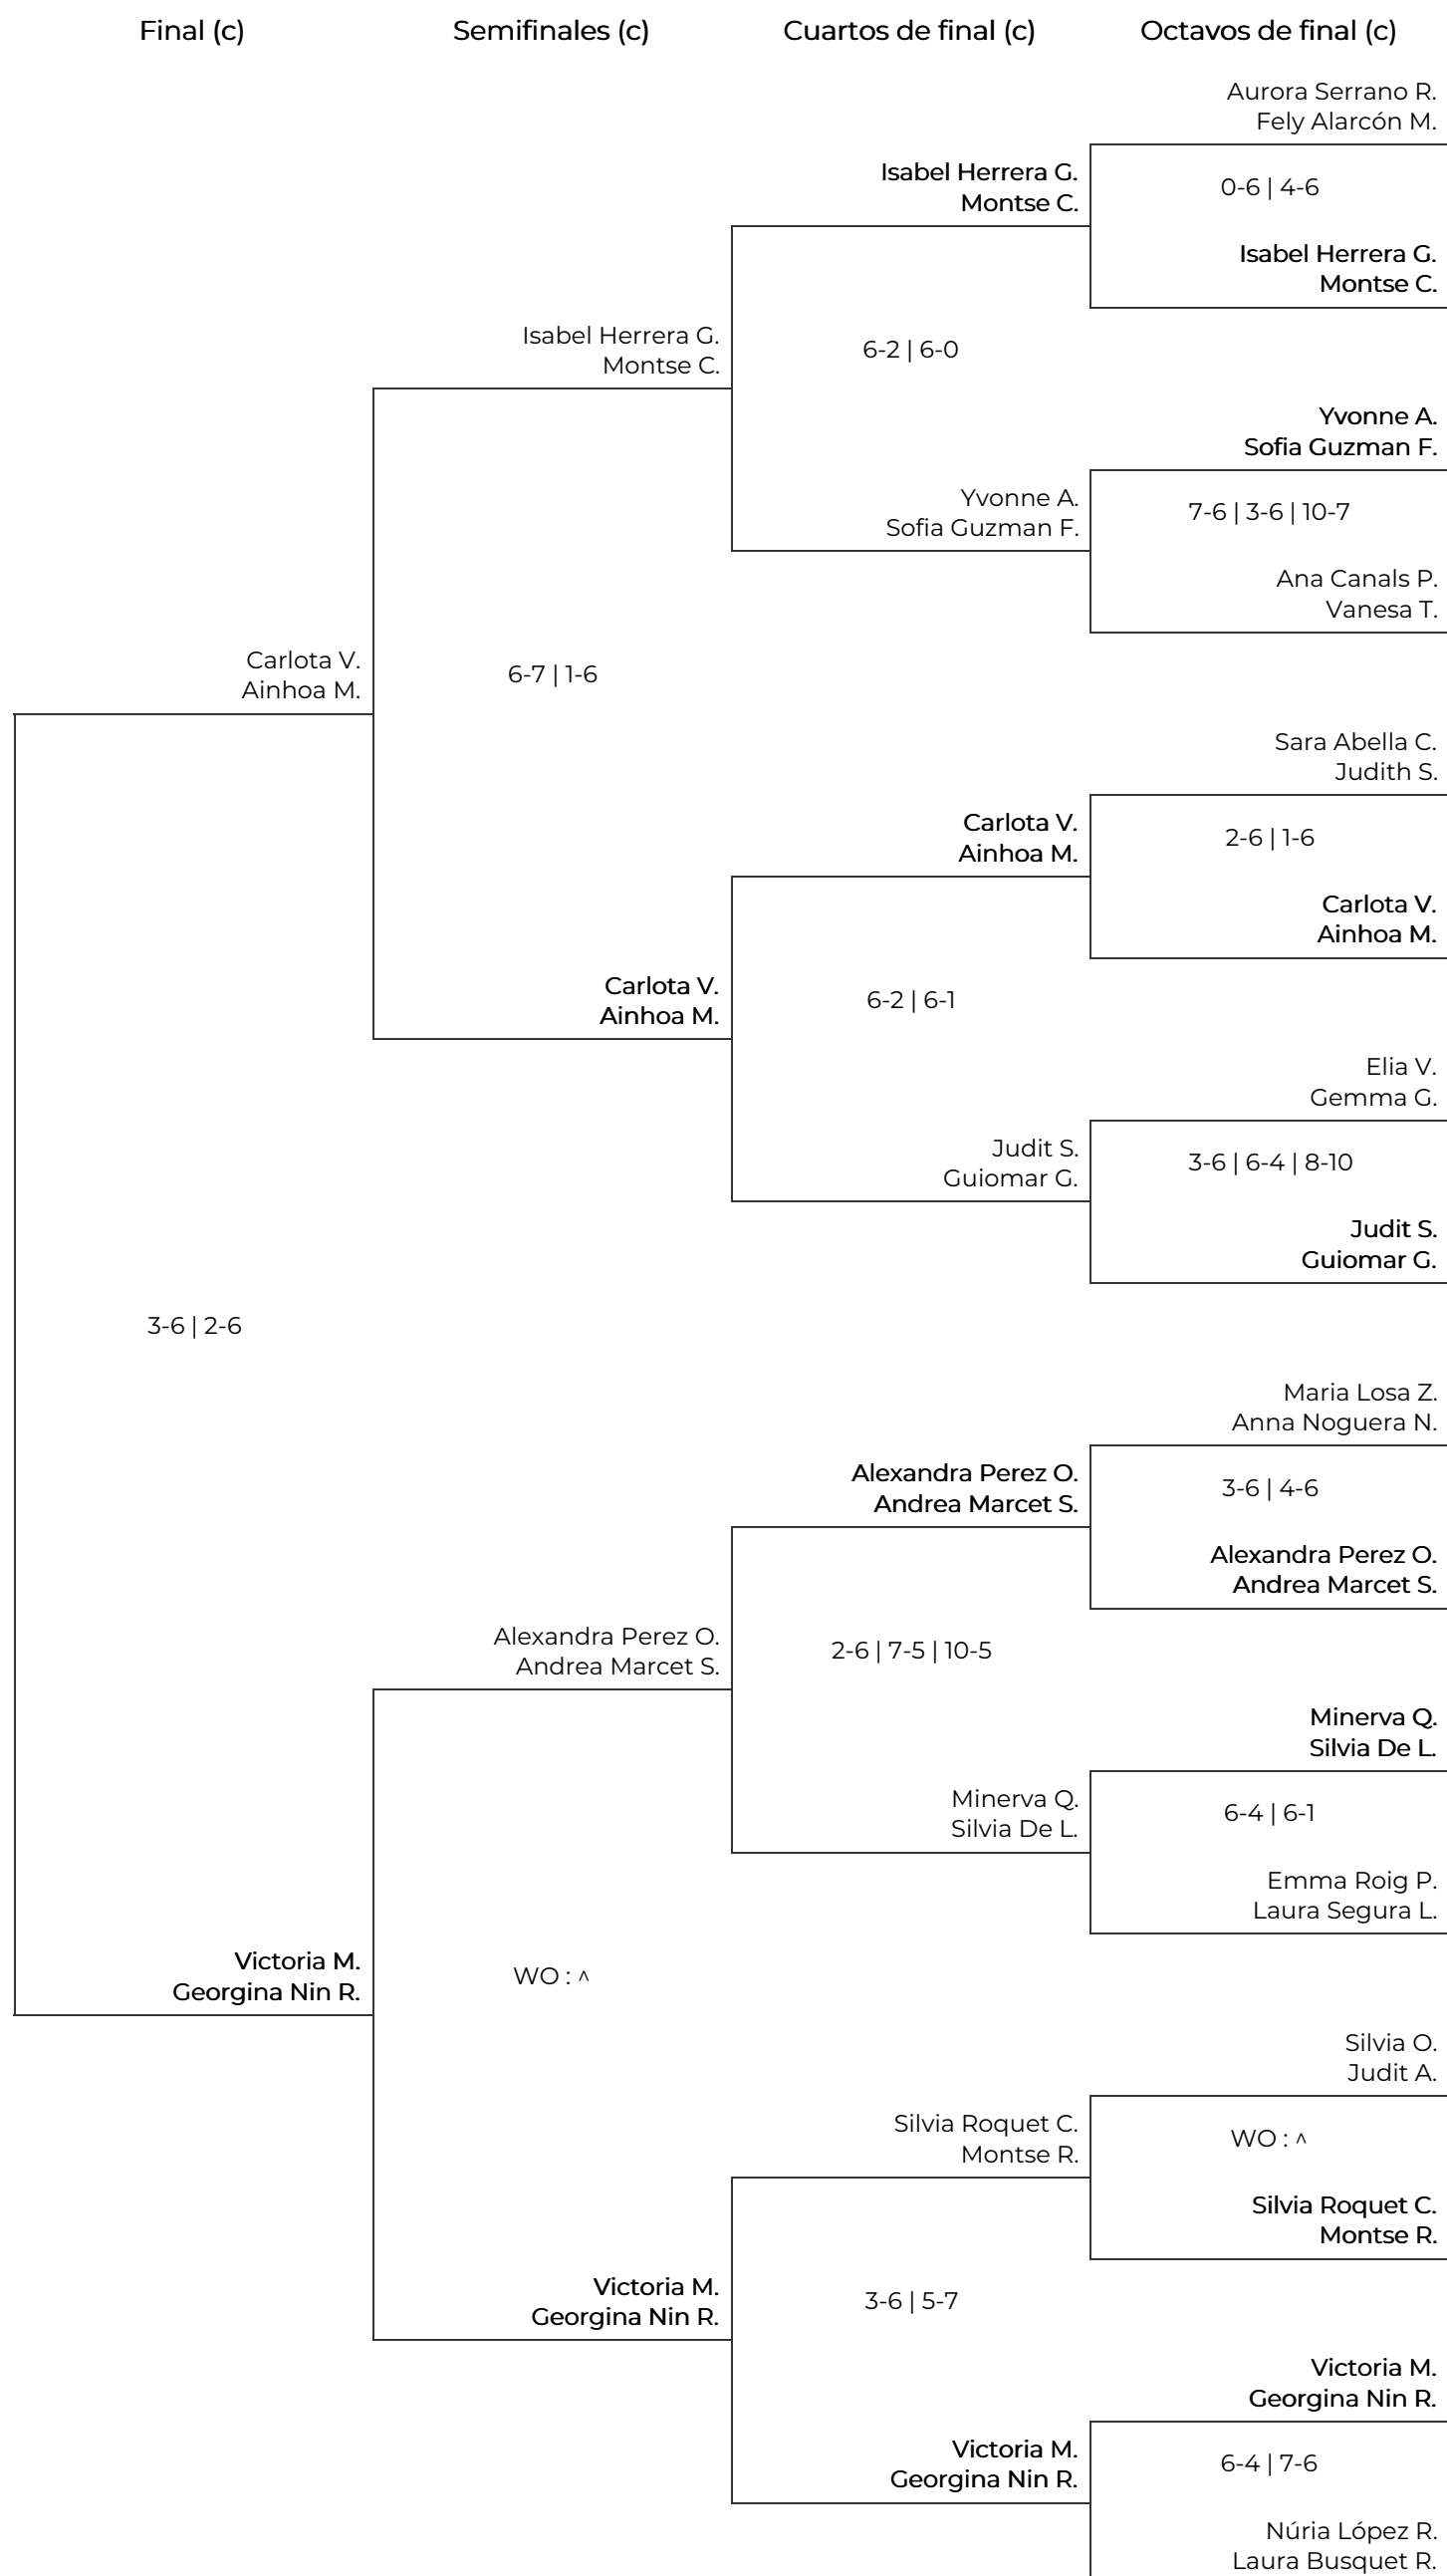 Final (c)
Semifinales (c)
Cuartos de final (c)
Octavos de final (c)
Aurora Serrano R.
Fely Alarcón M.
Isabel Herrera G.
Montse C.
0-6 | 4-6
Isabel Herrera G.
Montse C.
Isabel Herrera G.
Montse C.
6-2 | 6-0
Yvonne A.
Sofia Guzman F.
Yvonne A.
Sofia Guzman F.
7-6 | 3-6 | 10-7
Ana Canals P.
Vanesa T.
Carlota V.
Ainhoa M.
6-7 | 1-6
Sara Abella C.
Judith S.
Carlota V.
Ainhoa M.
2-6 | 1-6
Carlota V.
Ainhoa M.
Carlota V.
Ainhoa M.
6-2 | 6-1
Elia V.
Gemma G.
Judit S.
Guiomar G.
3-6 | 6-4 | 8-10
Judit S.
Guiomar G.
3-6 | 2-6
Maria Losa Z.
Anna Noguera N.
Alexandra Perez O.
Andrea Marcet S.
3-6 | 4-6
Alexandra Perez O.
Andrea Marcet S.
Alexandra Perez O.
Andrea Marcet S.
2-6 | 7-5 | 10-5
Minerva Q.
Silvia De L.
Minerva Q.
Silvia De L.
6-4 | 6-1
Emma Roig P.
Laura Segura L.
Victoria M.
Georgina Nin R.
WO : ^
Silvia O.
Judit A.
Silvia Roquet C.
Montse R.
WO : ^
Silvia Roquet C.
Montse R.
Victoria M.
Georgina Nin R.
3-6 | 5-7
Victoria M.
Georgina Nin R.
Victoria M.
Georgina Nin R.
6-4 | 7-6
Núria López R.
Laura Busquet R.